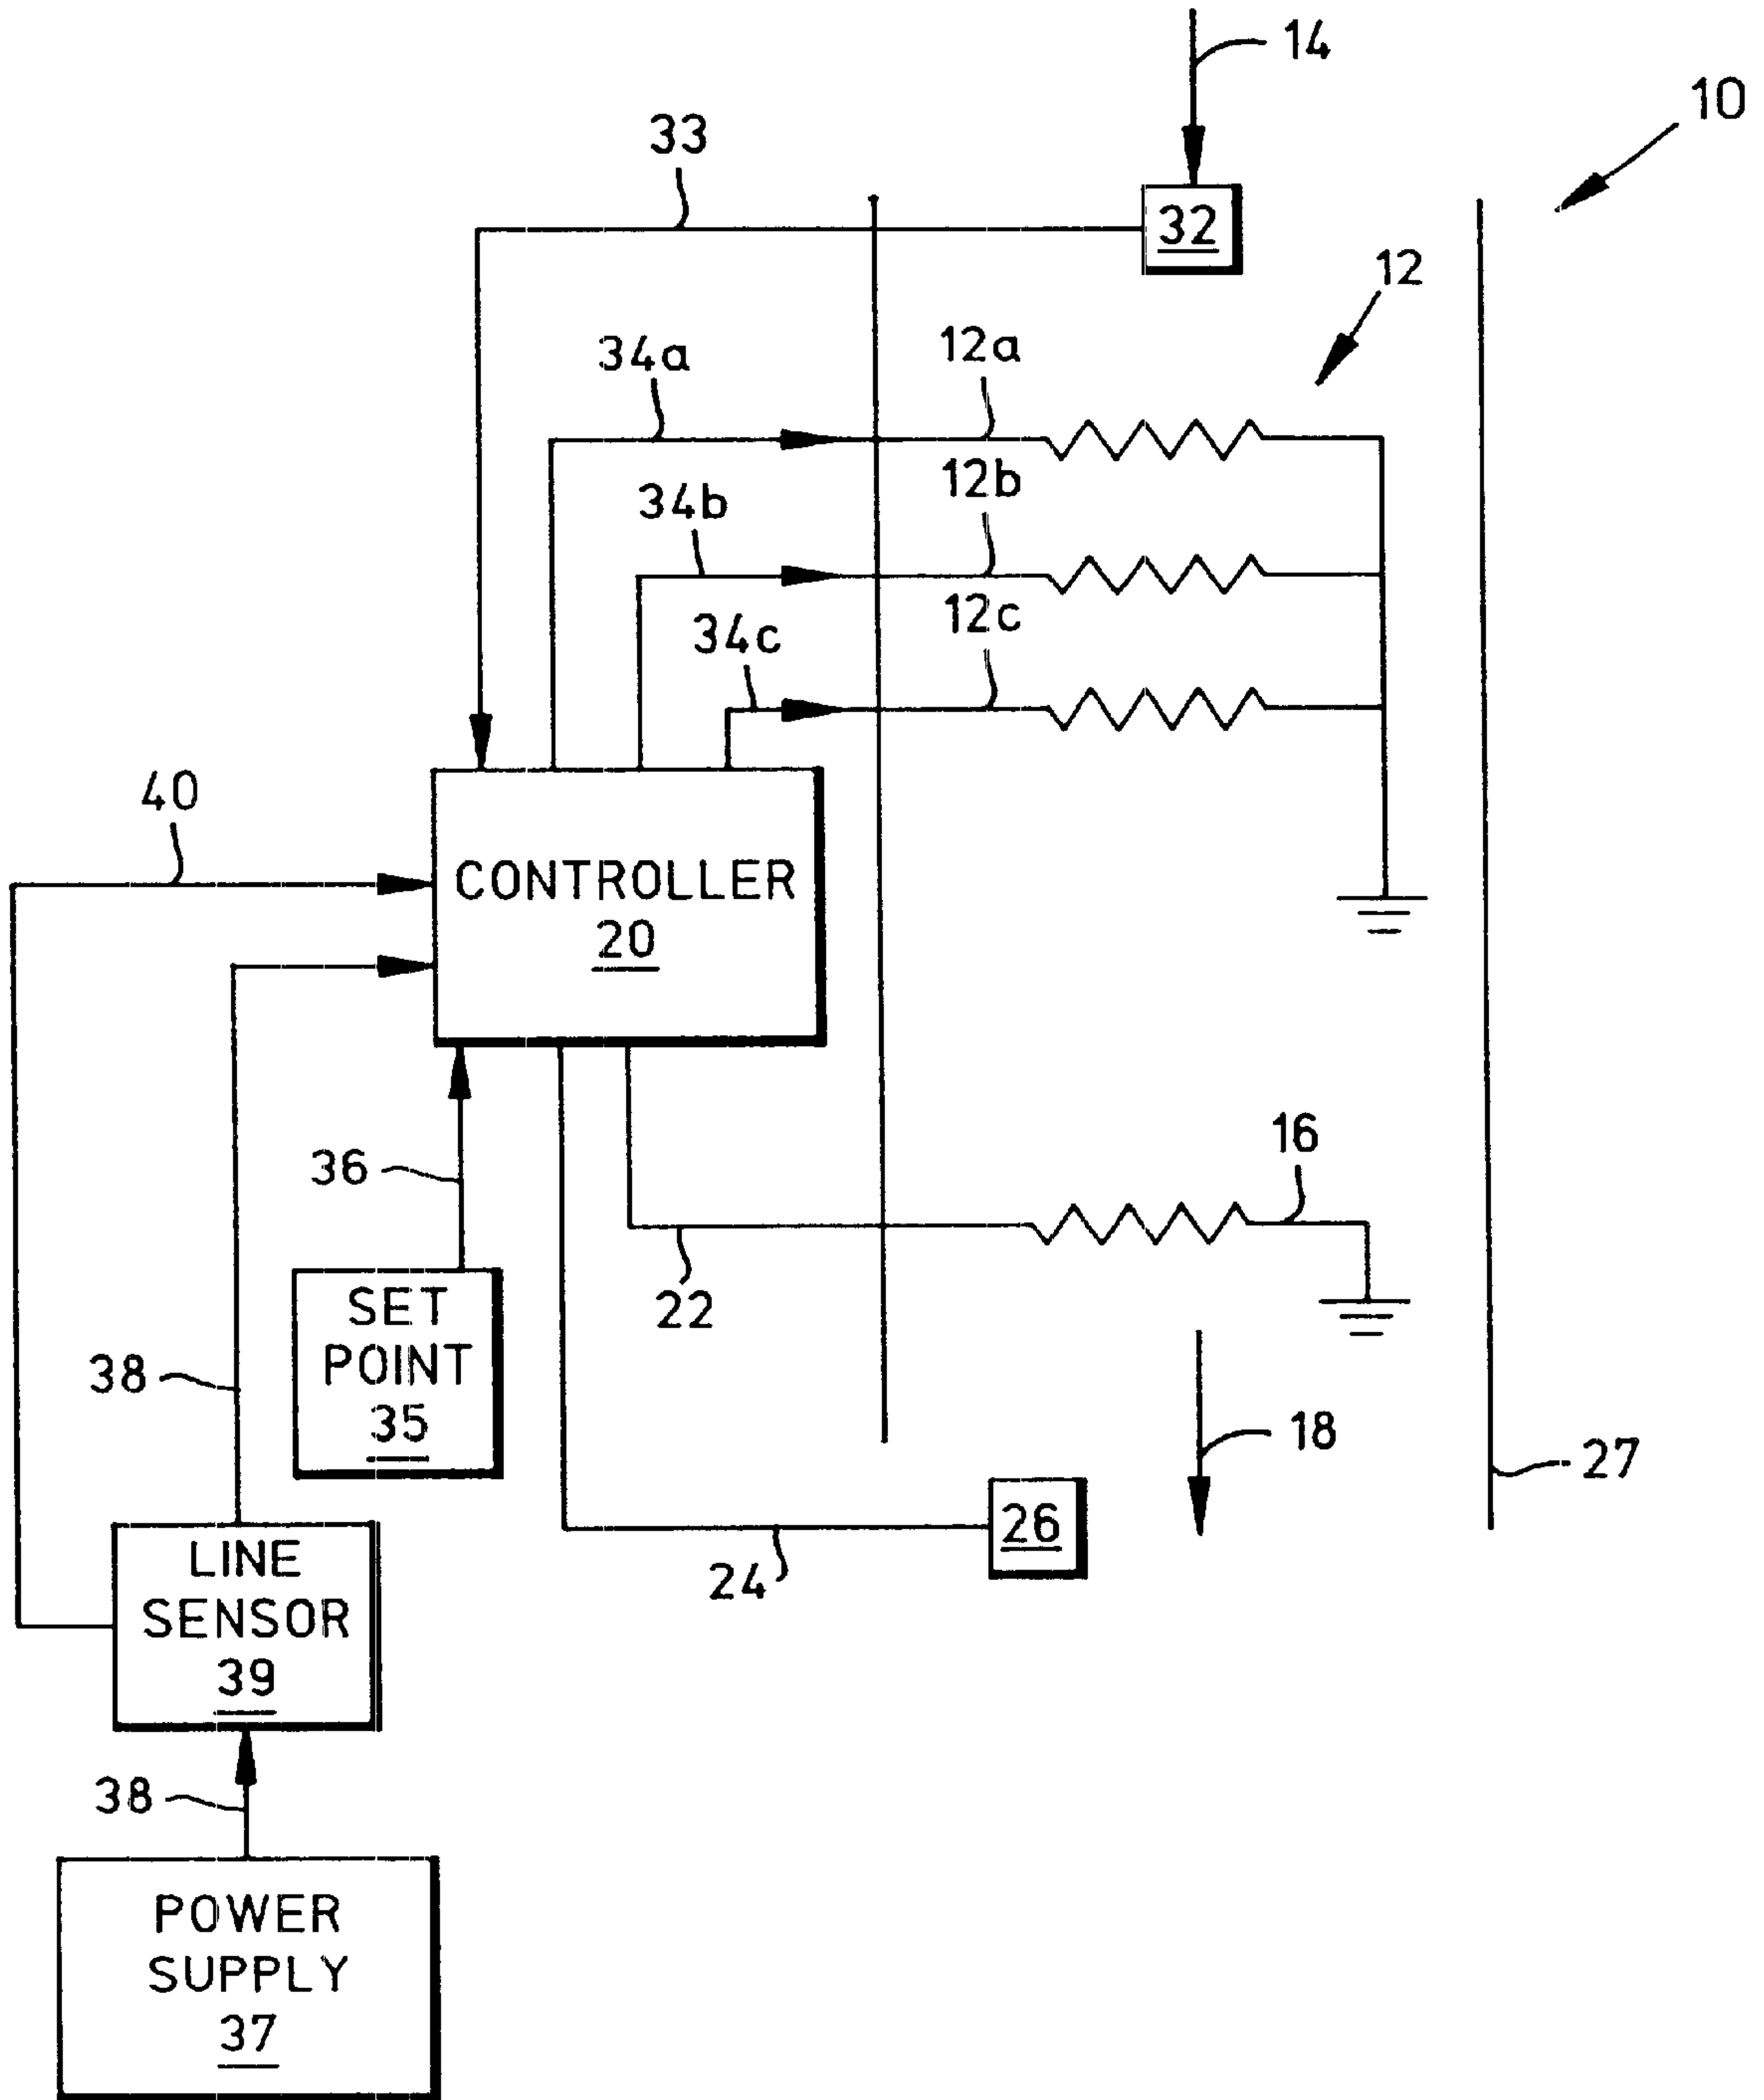 14
10
33
32
12
34a
12a
34b
12b
34c
12c
40
CONTROLLER
20
36
16
SET
POINT
35
22
38
18
27
26
24
LINE
SENSOR
39
38
POWER
SUPPLY
37